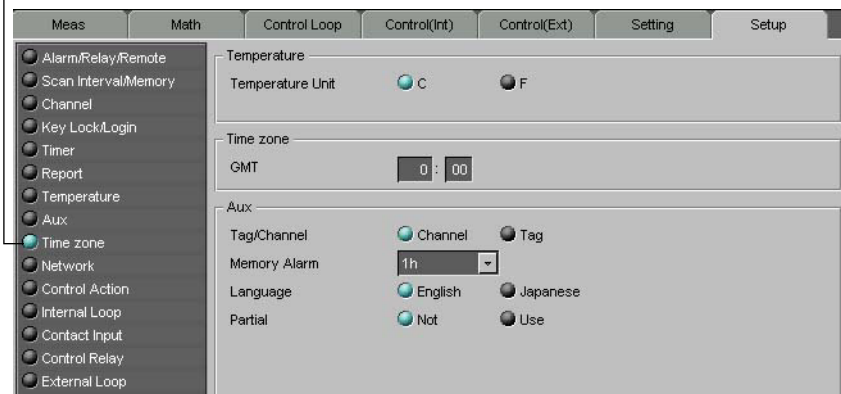 Meas Math Control Loop Control(Int) Control(Ext) Setting Setup
Alarm/Relay/Remote
Scan Interval/Memory
Channel
Key Lock/Login
Timer
Report
Temperature
Aux
Time zone
Network
Control Action
Internal Loop
Contact Input
Control Relay
External Loop
Temperature
Temperature Unit C F
Time zone
GMT 0 : 00
Aux
Tag/Channel Channel Tag
Memory Alarm 1h
Language English Japanese
Partial Not Use